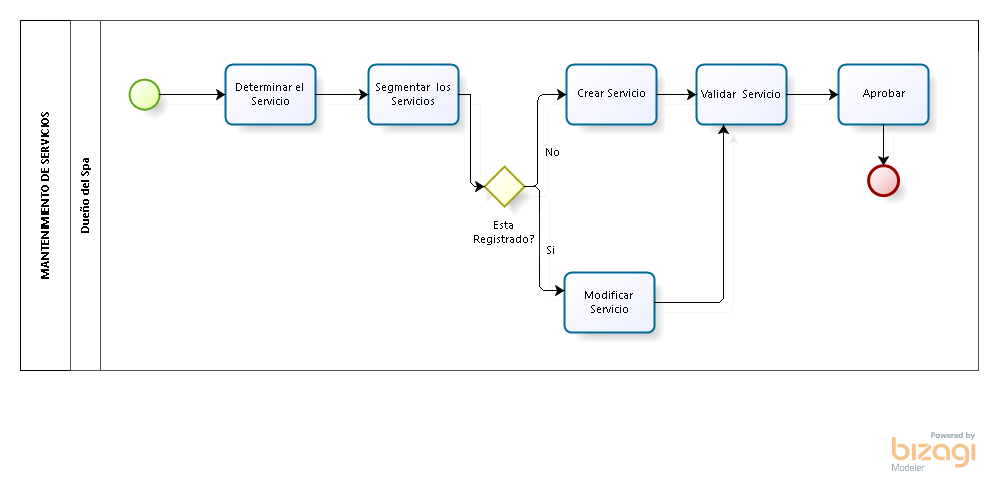 MANTENIMIENTO DE SERVICIOS
Dueño del Spa
Determinar el
Servicio
Segmentar los
Servicios
Esta
Registrado?
No
Si
Crear Servicio
Modificar
Servicio
Validar Servicio
Aprobar
Powered by
bizagi
Modeler